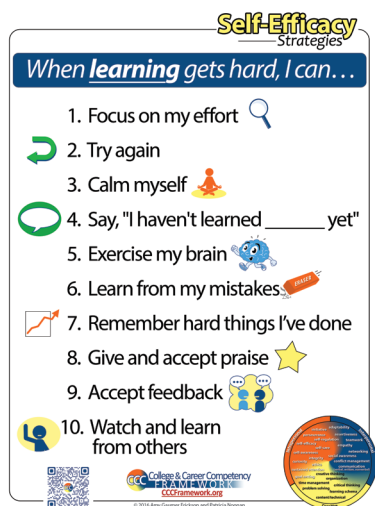 Self-Efficacy
Strategies
When learning gets hard, I can…
1. Focus on my effort
2. Try again
3. Calm myself
4. Say, "I haven't learned ______ yet"
5. Exercise my brain
6. Learn from my mistakes
ERASER
7. Remember hard things I've done
8. Give and accept praise
9. Accept feedback
10. Watch and learn
from others
CCC
College & Career Competency
FRAMEWORK
CCCFramework.org